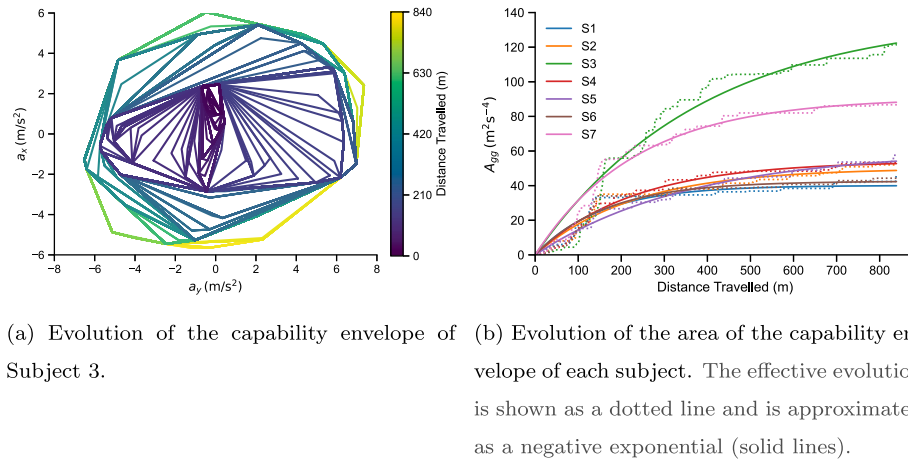 6
4
2
0
−2
−4
−6
−8
−6
−4
−2
0
2
4
6
8
aₓ (m/s²)
a_y (m/s²)
840
630
420
210
0
Distance Travelled (m)
140
120
100
80
60
40
20
0
0
100
200
300
400
500
600
700
800
A_gg (m²s⁻⁴)
Distance Travelled (m)
S1
S2
S3
S4
S5
S6
S7
(a) Evolution of the capability envelope of
Subject 3.
(b) Evolution of the area of the capability en
velope of each subject. The effective evolutio
is shown as a dotted line and is approximate
as a negative exponential (solid lines).